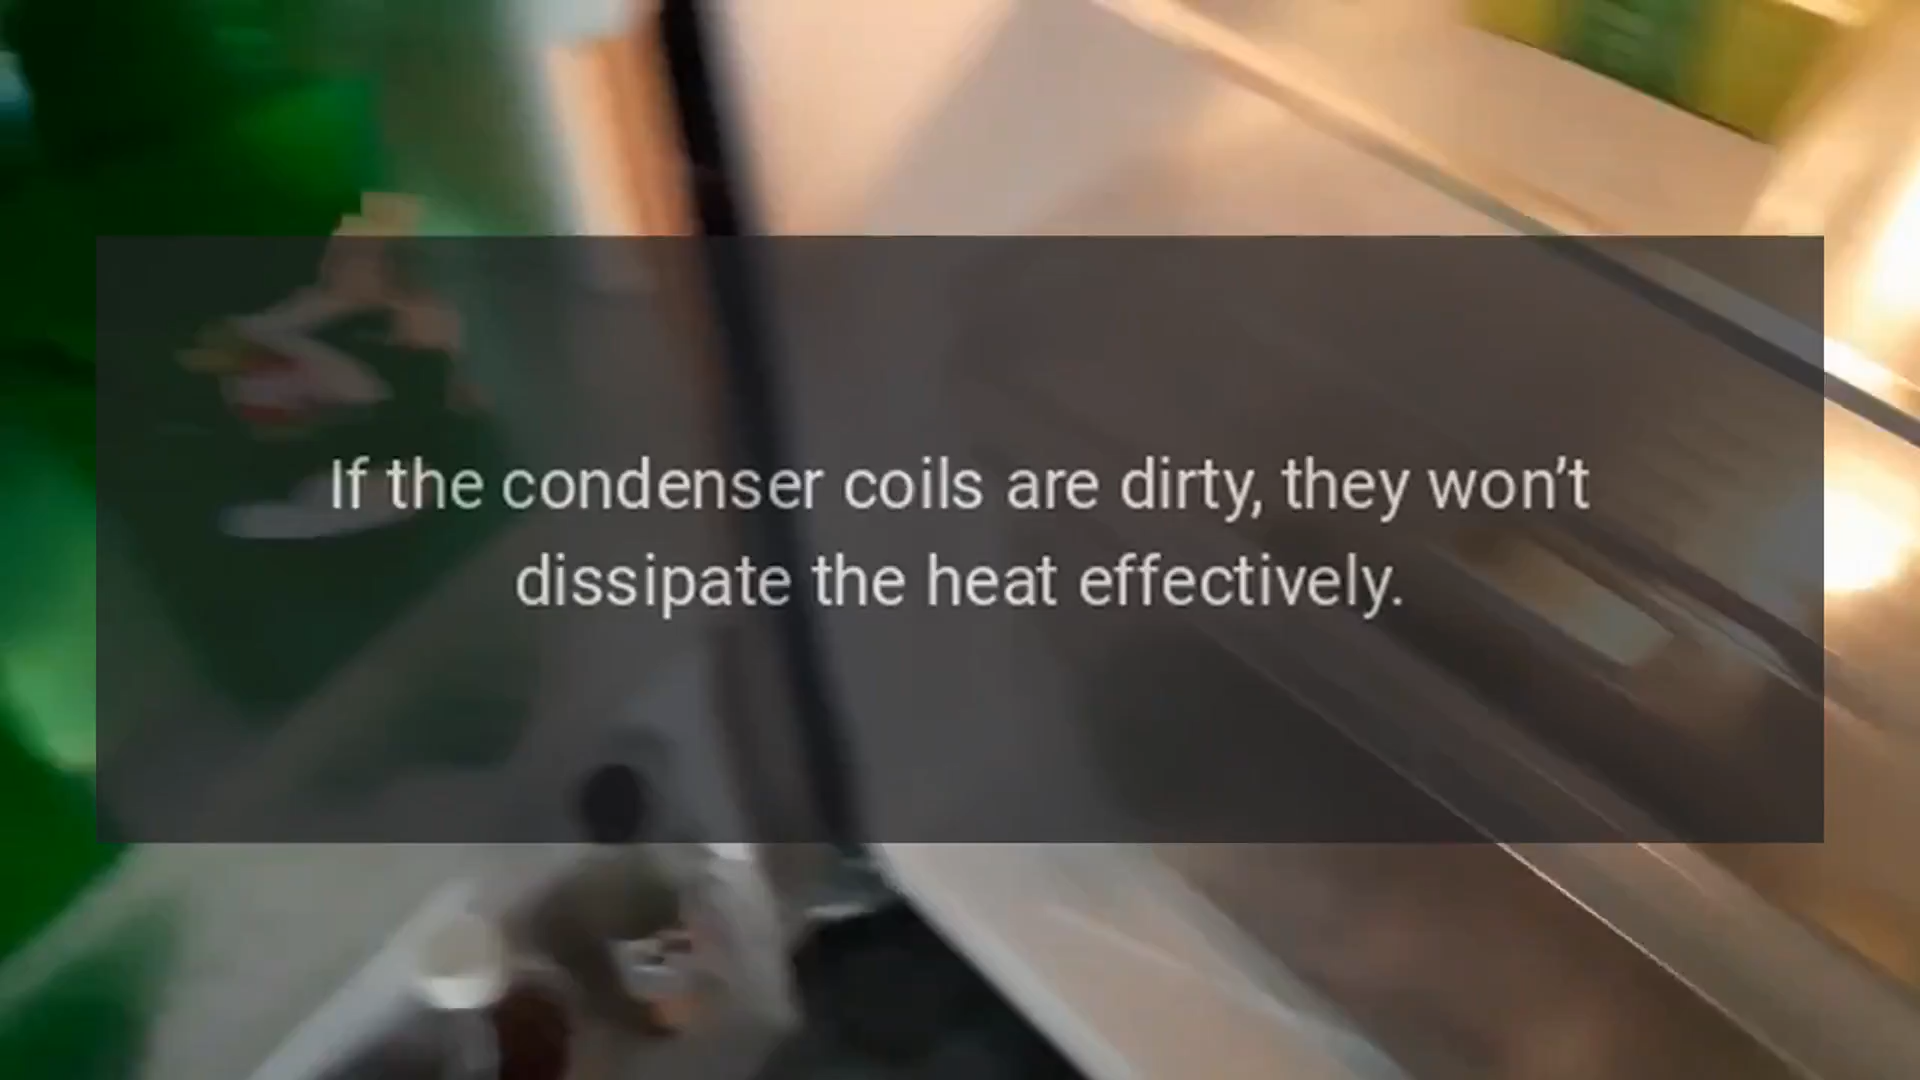 If the condenser coils are dirty, they won’t
dissipate the heat effectively.